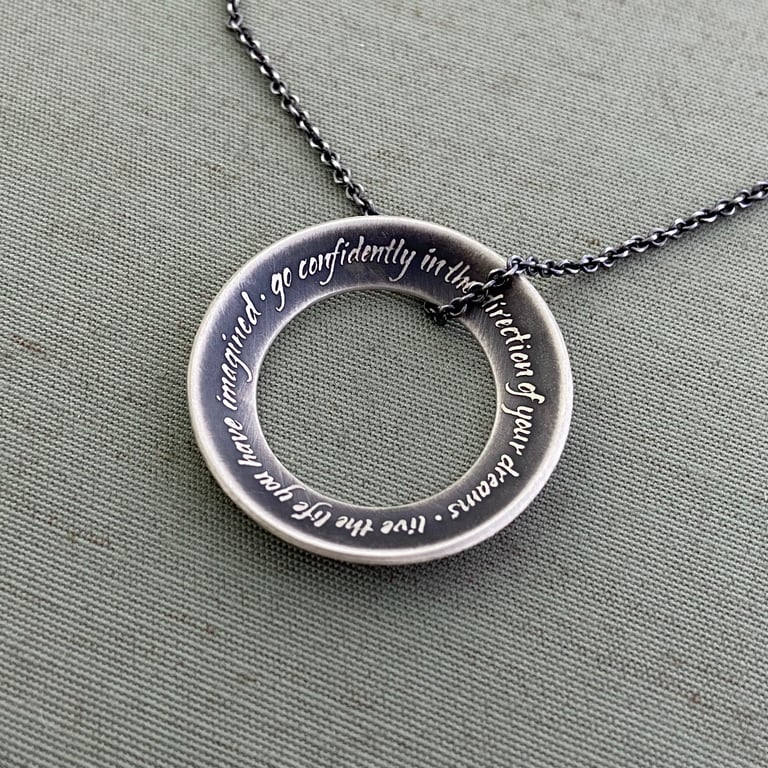 go confidently in the direction of your dreams · live the life you have imagined ·